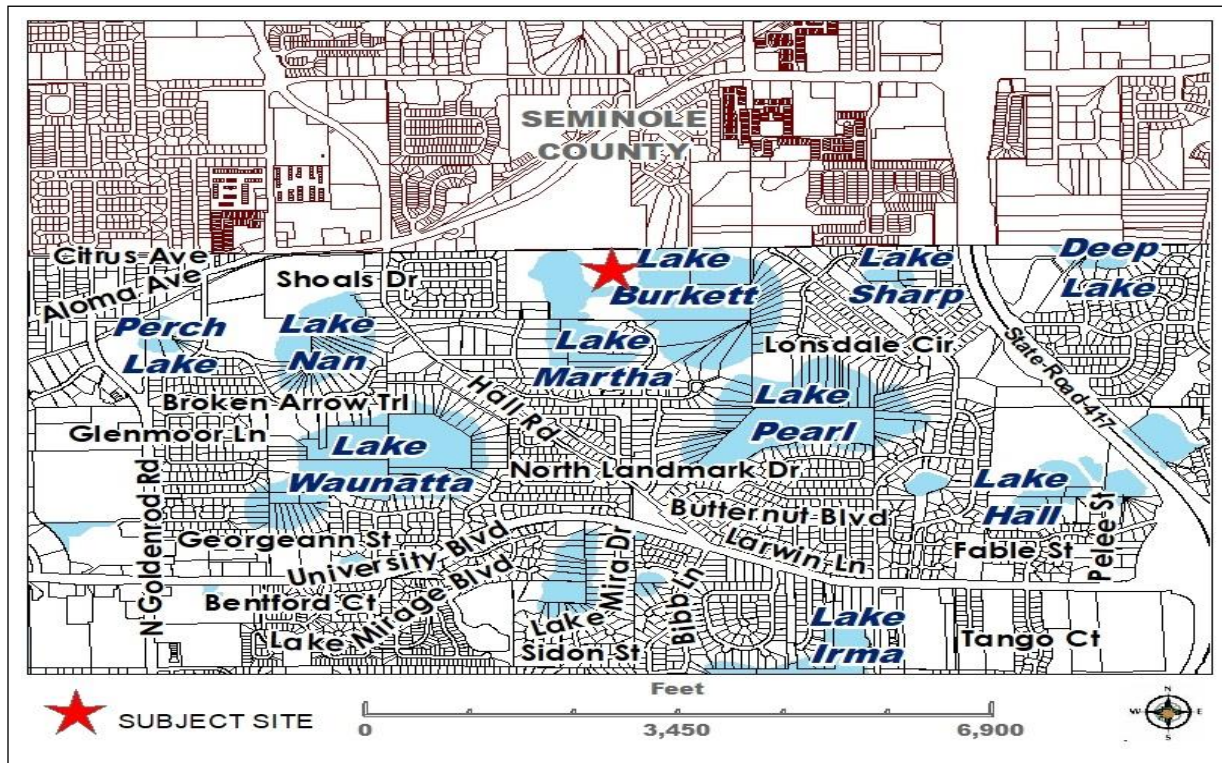 SEMINOLE
COUNTY
Citrus Ave
Aloma Ave
Shoals Dr
Lake
Burkett
Lake
Sharp
Deep
Lake
Perch
Lake
Lake
Nan
Lake
Martha
Lonsdale Cir
State Road 417
Hall Rd
Broken Arrow Trl
Lake
Pearl
Glenmoor Ln
Lake
Waunatta
North Landmark Dr
Lake
Hall
N Goldenrod Rd
Butternut Blvd
Pelee St
Georgeann St
University Blvd
Larwin Ln
Fable St
Bentford Ct
Lake Mirage Blvd
Lake Mira Dr
Bibb Ln
Lake
Irma
Sidon St
Tango Ct
SUBJECT SITE
Feet
0
3,450
6,900
N
W
E
S